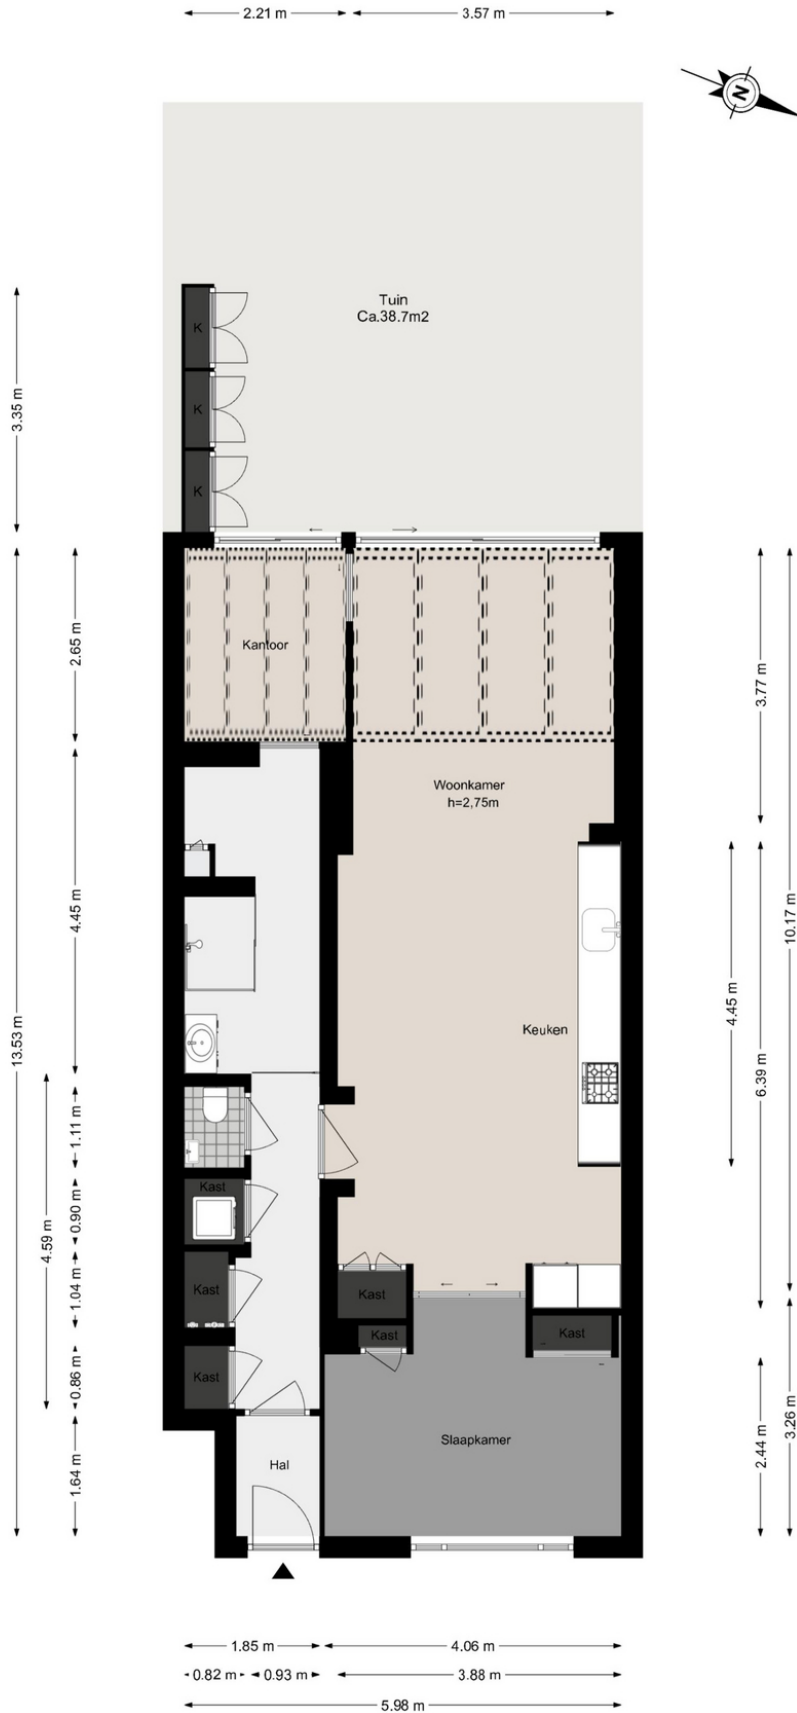 2.21 m
3.57 m
N
Tuin
Ca.38.7m2
K
K
K
3.35 m
2.65 m
3.77 m
Kantoor
Woonkamer
h=2,75m
4.45 m
13.53 m
10.17 m
4.45 m
6.39 m
Keuken
1.11 m
0.90 m
Kast
4.59 m
1.04 m
Kast
Kast
Kast
Kast
0.86 m
Kast
1.64 m
Hal
Slaapkamer
2.44 m
3.26 m
1.85 m
4.06 m
0.82 m
0.93 m
3.88 m
5.98 m